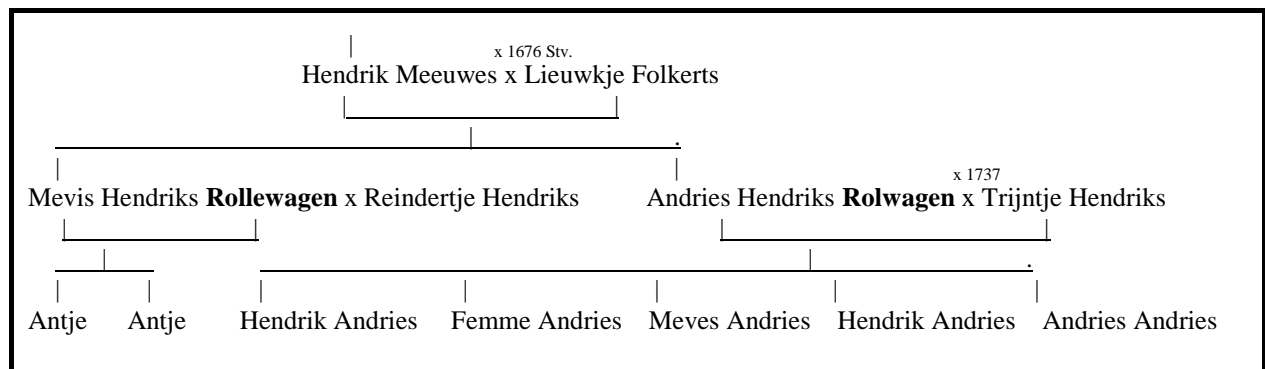 x 1676 Stv.
Hendrik Meeuwes x Lieuwkje Folkerts
x 1737
Mevis Hendriks Rollewagen x Reindertje Hendriks Andries Hendriks Rolwagen x Trijntje Hendriks
Antje Antje Hendrik Andries Femme Andries Meves Andries Hendrik Andries Andries Andries